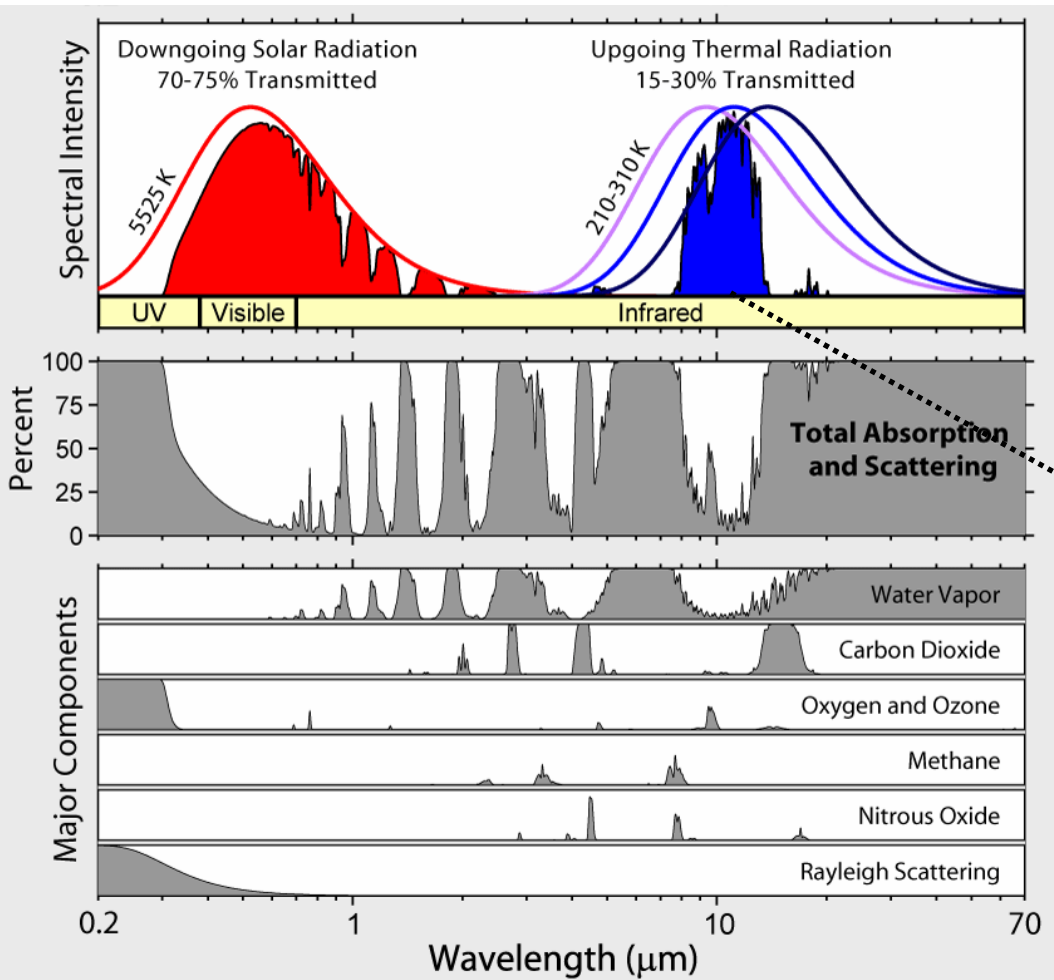 Downgoing Solar Radiation
70-75% Transmitted
Upgoing Thermal Radiation
15-30% Transmitted
Spectral Intensity
5525 K
210-310 K
UV
Visible
Infrared
Percent
100
75
50
25
0
Total Absorption
and Scattering
Major Components
Water Vapor
Carbon Dioxide
Oxygen and Ozone
Methane
Nitrous Oxide
Rayleigh Scattering
0.2 1 10 70
Wavelength (μm)